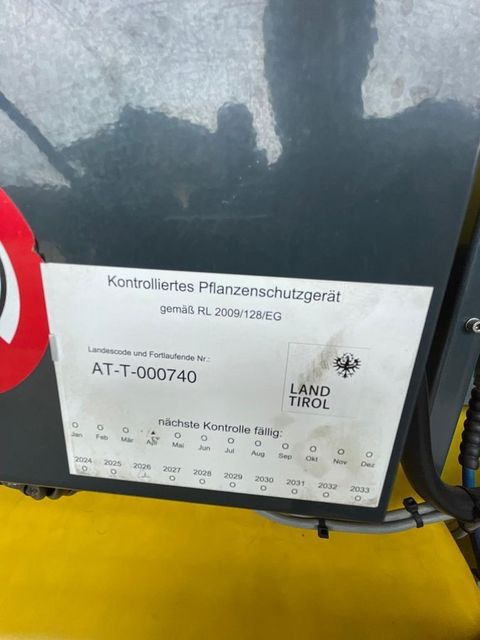 Kontrolliertes Pflanzenschutzgerät
gemäß RL 2009/128/EG
Landescode und Fortlaufende Nr.:
AT-T-000740
LAND
TIROL
nächste Kontrolle fällig:
Jan Feb Mär Apr Mai Jun Jul Aug Sep Okt Nov Dez
2024 2025 2026 2027 2028 2029 2030 2031 2032 2033